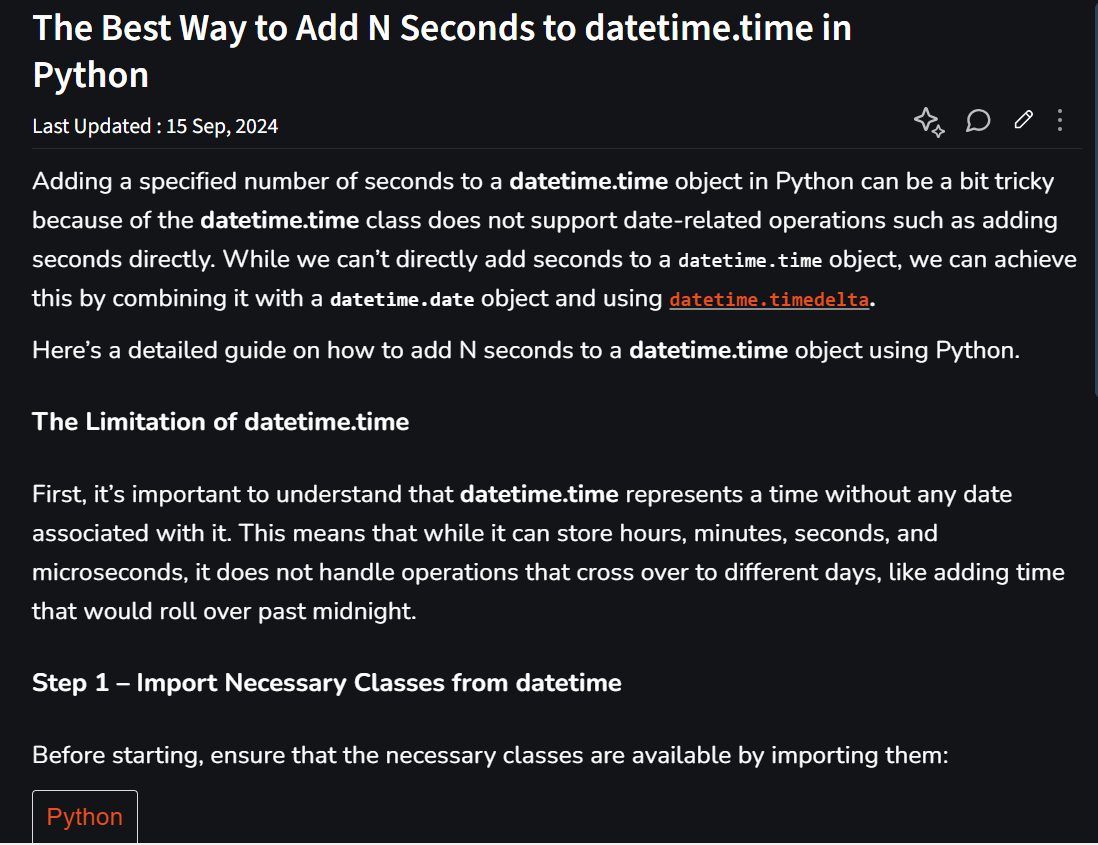 The Best Way to Add N Seconds to datetime.time in
Python
Last Updated : 15 Sep, 2024
Adding a specified number of seconds to a datetime.time object in Python can be a bit tricky
because of the datetime.time class does not support date-related operations such as adding
seconds directly. While we can’t directly add seconds to a datetime.time object, we can achieve
this by combining it with a datetime.date object and using datetime.timedelta.
Here’s a detailed guide on how to add N seconds to a datetime.time object using Python.
The Limitation of datetime.time
First, it’s important to understand that datetime.time represents a time without any date
associated with it. This means that while it can store hours, minutes, seconds, and
microseconds, it does not handle operations that cross over to different days, like adding time
that would roll over past midnight.
Step 1 – Import Necessary Classes from datetime
Before starting, ensure that the necessary classes are available by importing them:
Python